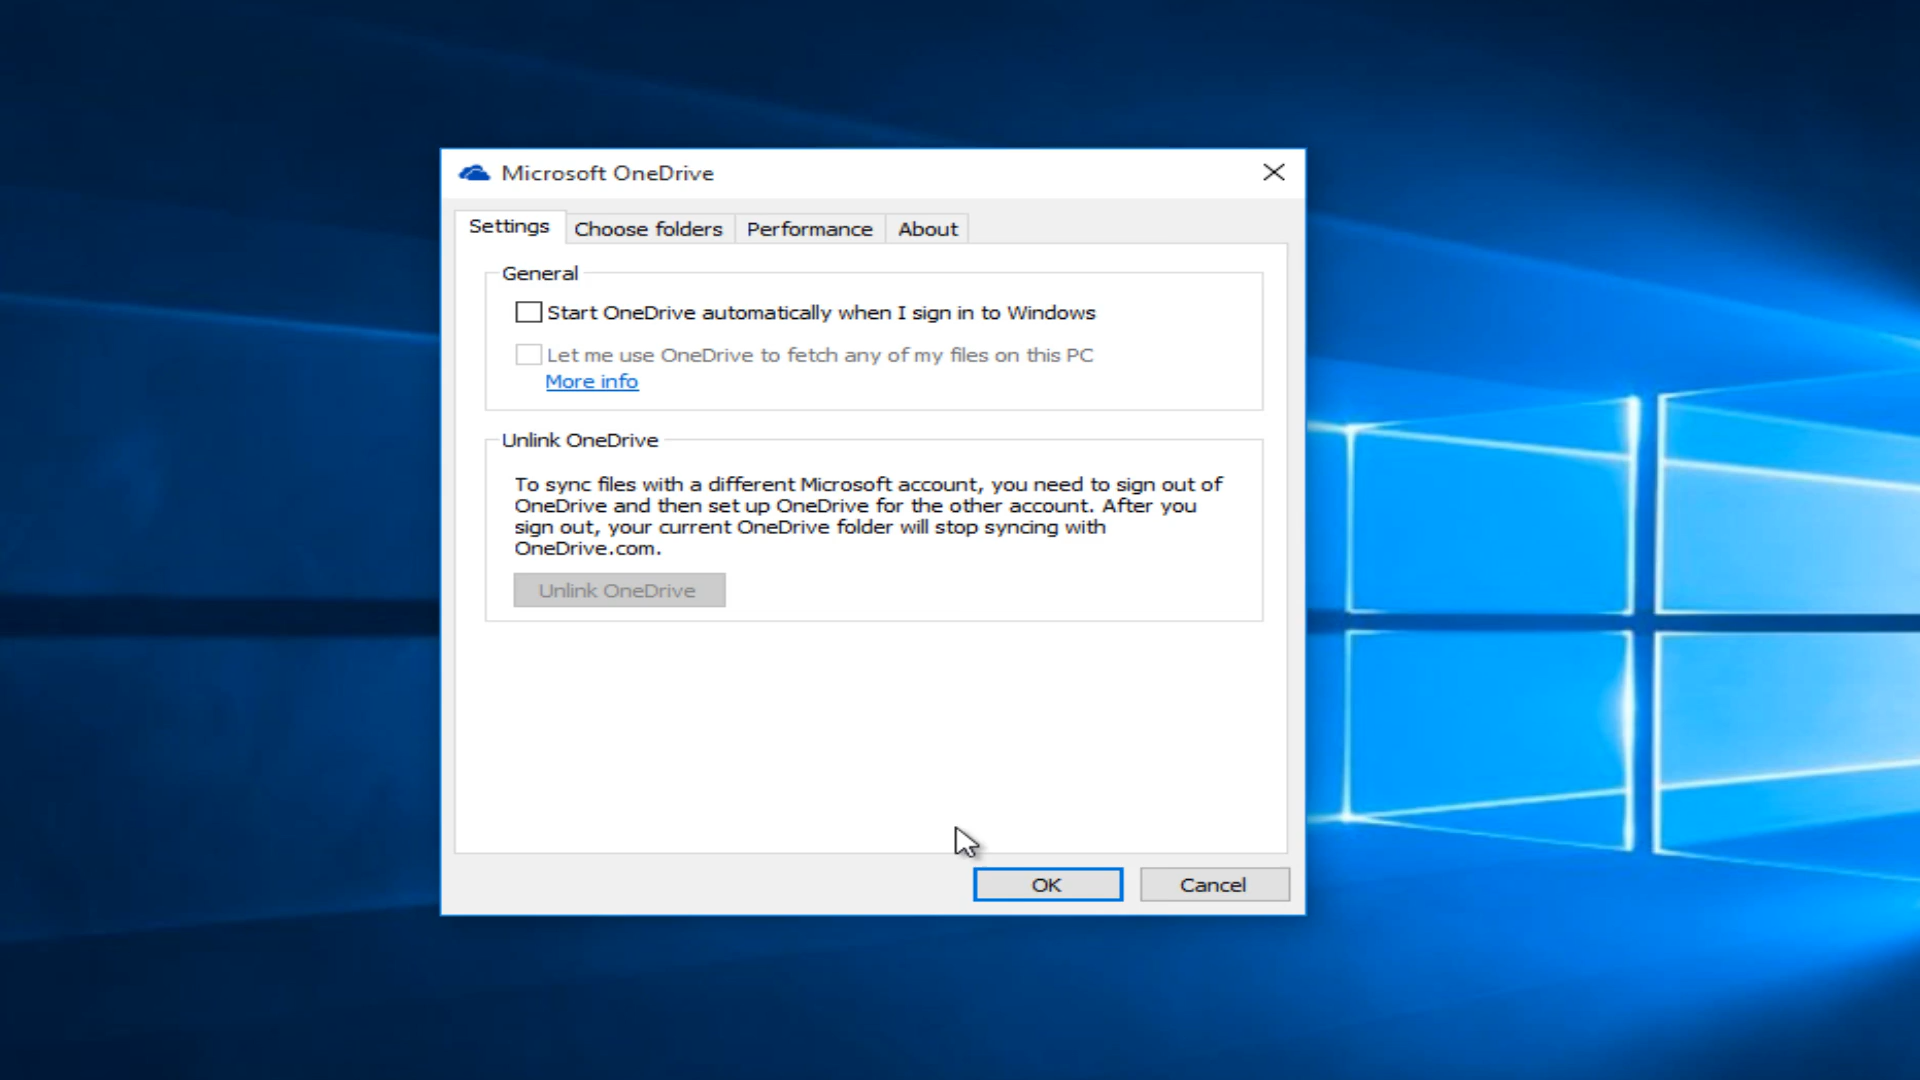 Microsoft OneDrive
Settings
Choose folders
Performance
About
General
Start OneDrive automatically when I sign in to Windows
Let me use OneDrive to fetch any of my files on this PC
More info
Unlink OneDrive
To sync files with a different Microsoft account, you need to sign out of
OneDrive and then set up OneDrive for the other account. After you
sign out, your current OneDrive folder will stop syncing with
OneDrive.com.
Unlink OneDrive
OK
Cancel